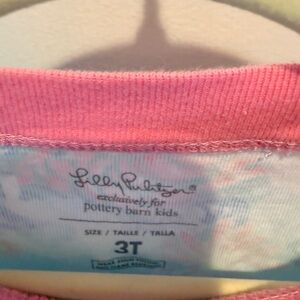 Lilly Pulitzer®
exclusively for
pottery barn kids
SIZE / TAILLE / TALLA
3T